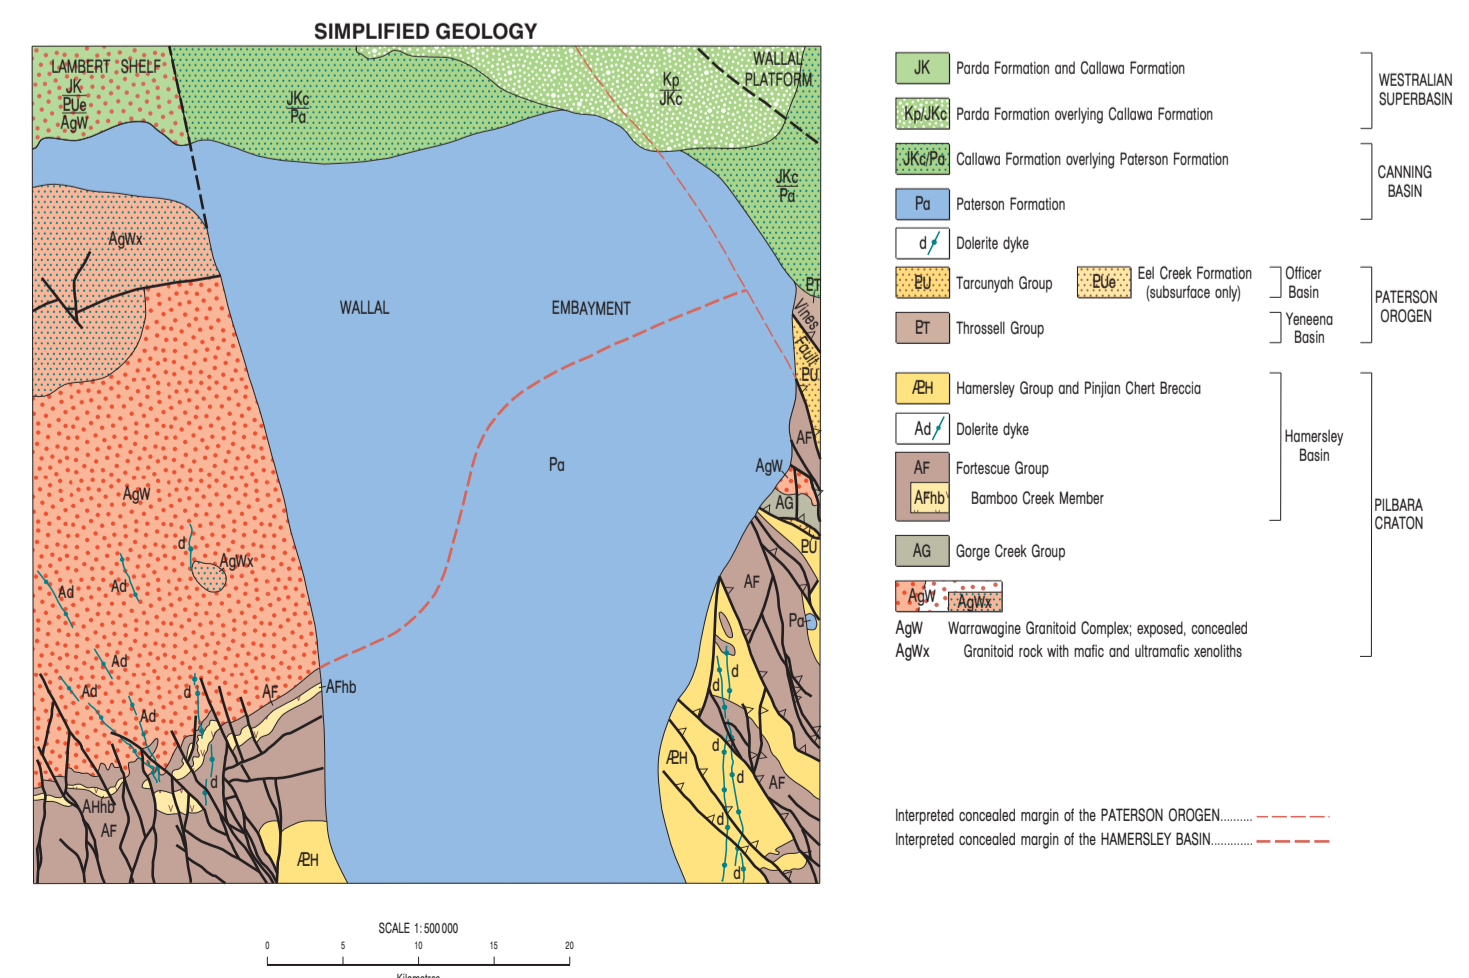 SIMPLIFIED GEOLOGY
LAMBERT SHELF
JK
PUe
AgW
JKc
Pa
Kp
JKc
WALLAL
PLATFORM
JKc
Pa
AgWx
WALLAL EMBAYMENT
PT
Vines
Fault
PU
AF
AgW
AG
PU
Pa
AgW
Pa
d
AgWx
Ad
Ad
AF
Pa
Ad
Ad
d
AF
AFhb
Ad
d
d
d
ÆH
d
d
AF
AHhb
AF
d
d
ÆH
d
JK Parda Formation and Callawa Formation
Kp/JKc Parda Formation overlying Callawa Formation
WESTRALIAN
SUPERBASIN
JKc/Pa Callawa Formation overlying Paterson Formation
Pa Paterson Formation
CANNING
BASIN
d Dolerite dyke
PU Tarcunyah Group
PUe Eel Creek Formation
(subsurface only)
Officer
Basin
PT Throssell Group
Yeneena
Basin
PATERSON
OROGEN
ÆH Hamersley Group and Pinjian Chert Breccia
Ad Dolerite dyke
AF Fortescue Group
AFhb Bamboo Creek Member
Hamersley
Basin
AG Gorge Creek Group
AgW AgWx
AgW Warrawagine Granitoid Complex; exposed, concealed
AgWx Granitoid rock with mafic and ultramafic xenoliths
PILBARA
CRATON
Interpreted concealed margin of the PATERSON OROGEN..........
Interpreted concealed margin of the HAMERSLEY BASIN.............
SCALE 1:500 000
0 5 10 15 20